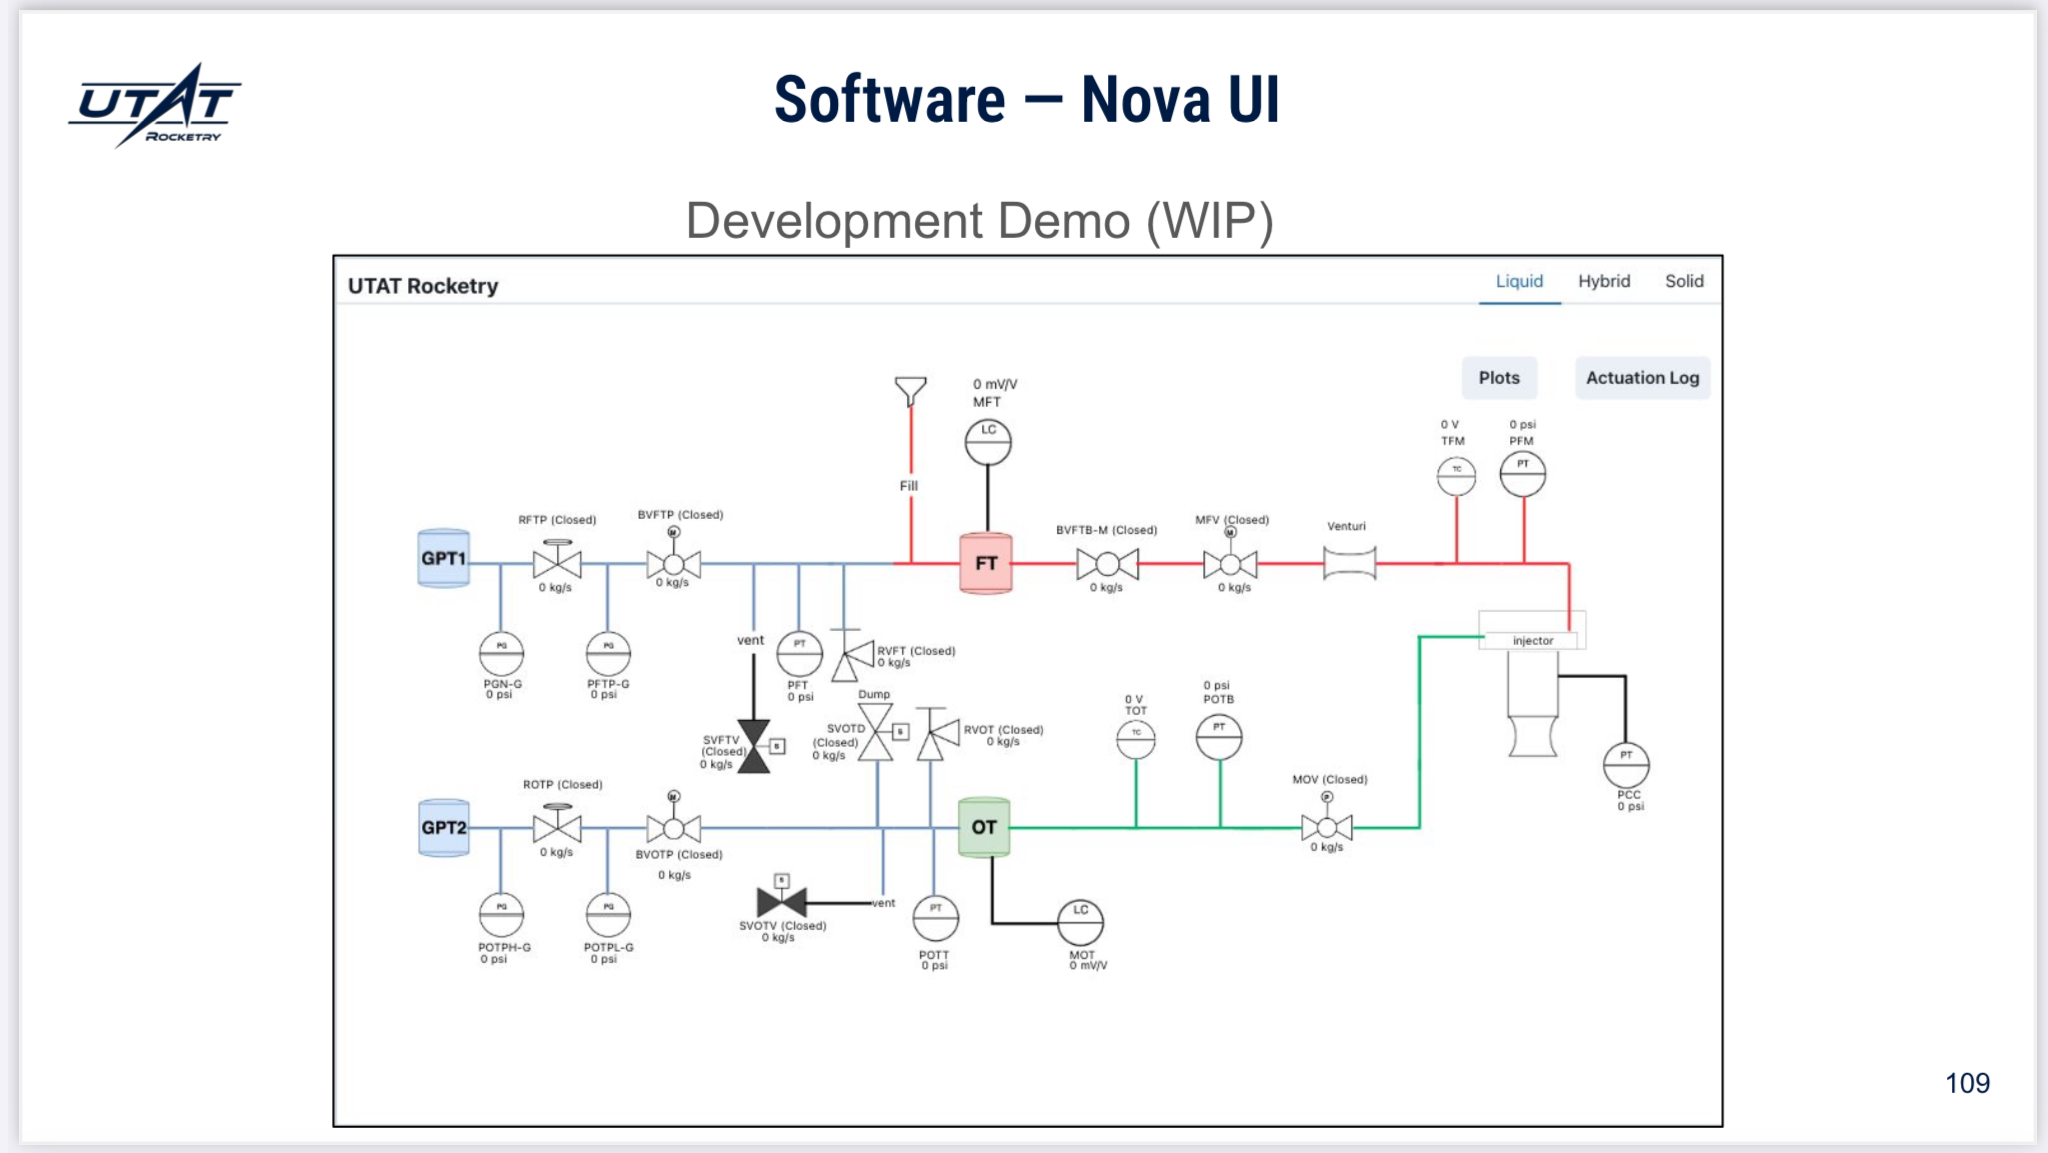 UTAT
ROCKETRY
Software — Nova UI
Development Demo (WIP)
UTAT Rocketry
Liquid
Hybrid
Solid
Plots
Actuation Log
0 mV/V
MFT
LC
0 V
TFM
TC
0 psi
PFM
PT
Fill
RFTP (Closed)
BVFTP (Closed)
M
BVFTB-M (Closed)
MFV (Closed)
M
Venturi
GPT1
FT
0 kg/s
0 kg/s
0 kg/s
0 kg/s
injector
PG
PGN-G
0 psi
PG
PFTP-G
0 psi
vent
PT
PFT
0 psi
RVFT (Closed)
0 kg/s
Dump
SVFTV
(Closed)
0 kg/s
S
SVOTD
(Closed)
0 kg/s
S
RVOT (Closed)
0 kg/s
0 V
TOT
TC
0 psi
POTB
PT
PT
PCC
0 psi
ROTP (Closed)
M
MOV (Closed)
P
GPT2
OT
0 kg/s
BVOTP (Closed)
0 kg/s
0 kg/s
PG
POTPH-G
0 psi
PG
POTPL-G
0 psi
S
SVOTV (Closed)
0 kg/s
vent
PT
POTT
0 psi
LC
MOT
0 mV/V
109